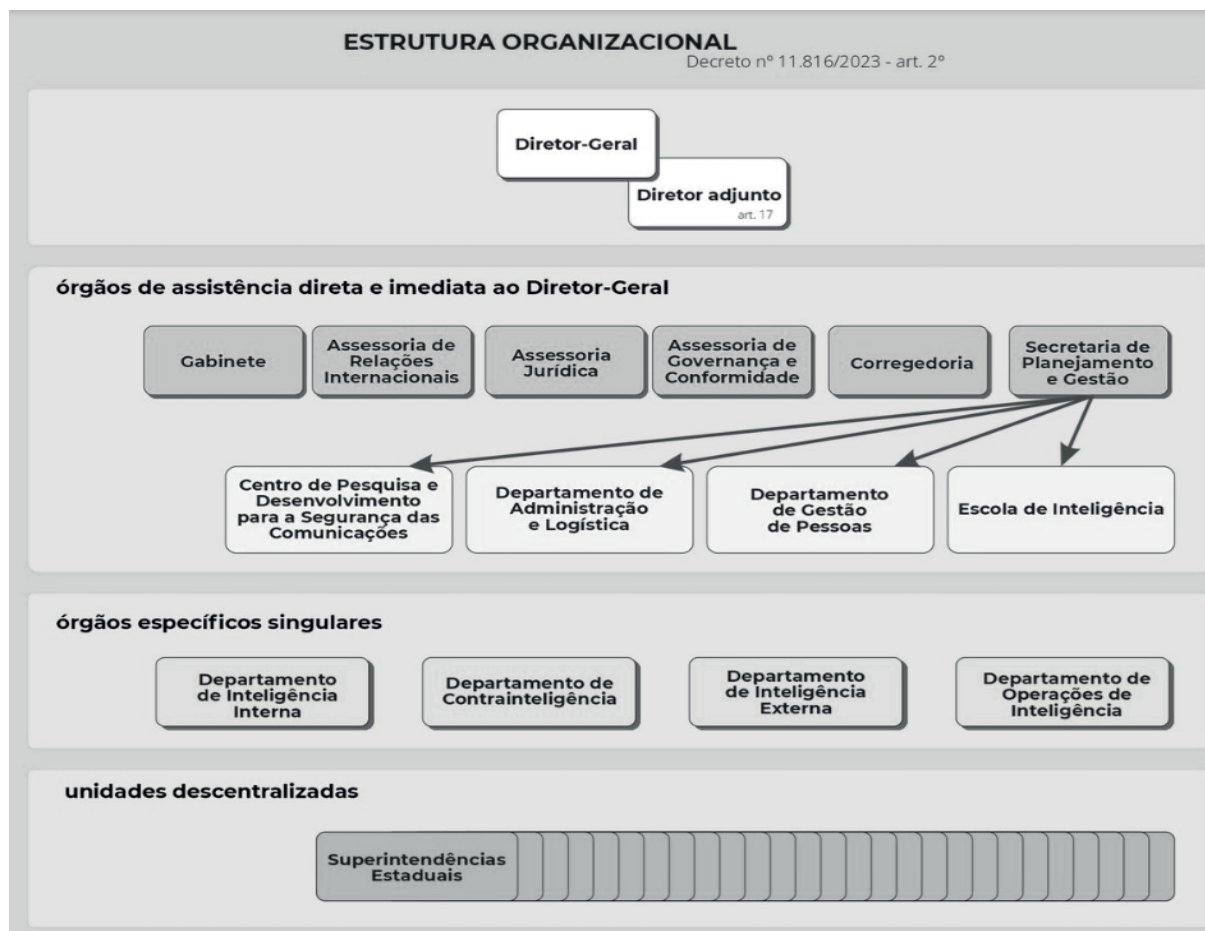 ESTRUTURA ORGANIZACIONAL
Decreto nº 11.816/2023 - art. 2°
Diretor-Geral
Diretor adjunto
art. 17
órgãos de assistência direta e imediata ao Diretor-Geral
Gabinete
Assessoria de
Relações
Internacionais
Assessoria
Jurídica
Assessoria de
Governança e
Conformidade
Corregedoria
Secretaria de
Planejamento
e Gestão
Centro de Pesquisa e
Desenvolvimento
para a Segurança das
Comunicações
Departamento de
Administração
e Logística
Departamento
de Gestão
de Pessoas
Escola de Inteligência
órgãos específicos singulares
Departamento
de Inteligência
Interna
Departamento de
Contrainteligência
Departamento
de Inteligência
Externa
Departamento de
Operações de
Inteligência
unidades descentralizadas
Superintendências
Estaduais